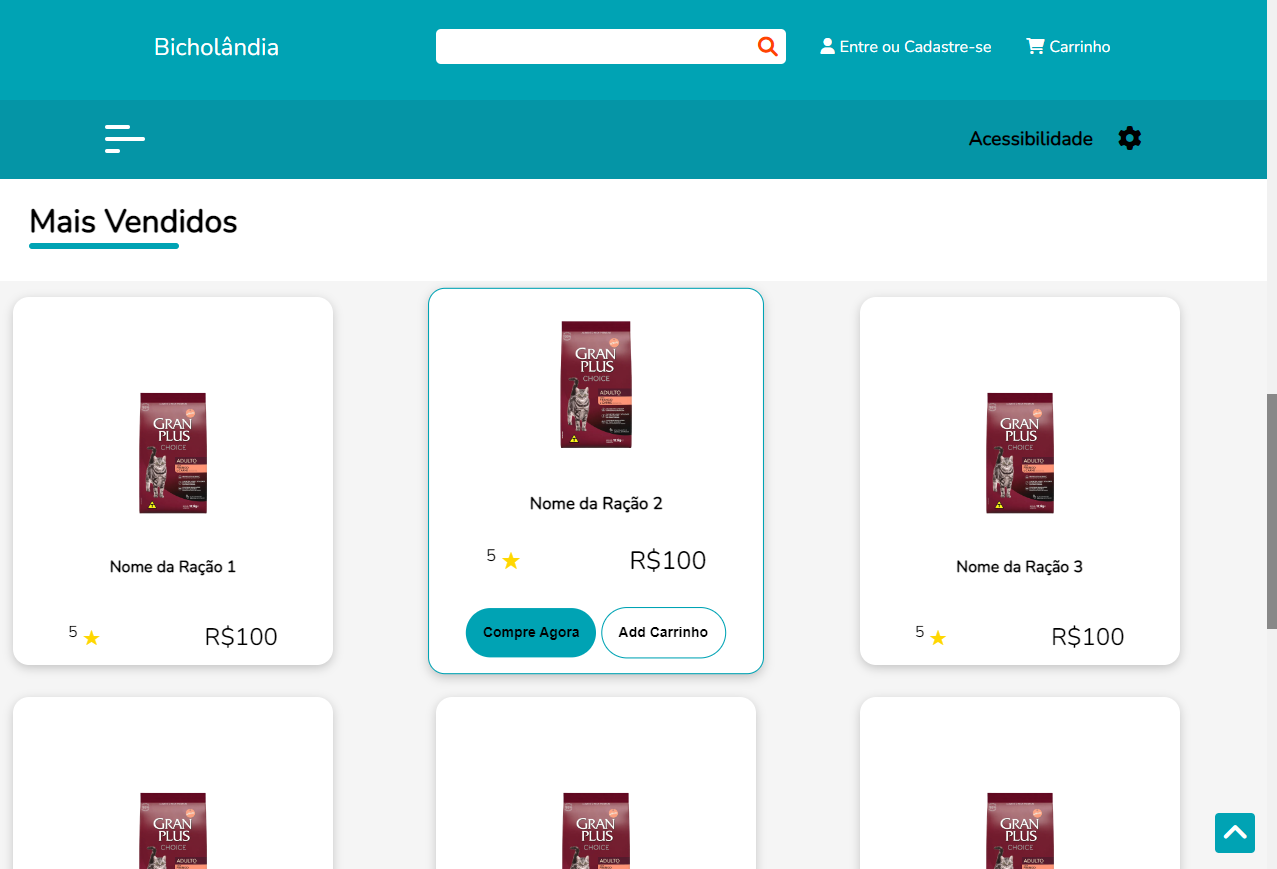 Bicholândia
Entre ou Cadastre-se
Carrinho
Acessibilidade
Mais Vendidos
GRAN
PLUS
CHOICE
ADULTO
Nome da Ração 1
5
R$100
GRAN
PLUS
CHOICE
ADULTO
Nome da Ração 2
5
R$100
Compre Agora
Add Carrinho
GRAN
PLUS
CHOICE
ADULTO
Nome da Ração 3
5
R$100
GRAN
PLUS
CHOICE
ADULTO
GRAN
PLUS
CHOICE
ADULTO
GRAN
PLUS
CHOICE
ADULTO